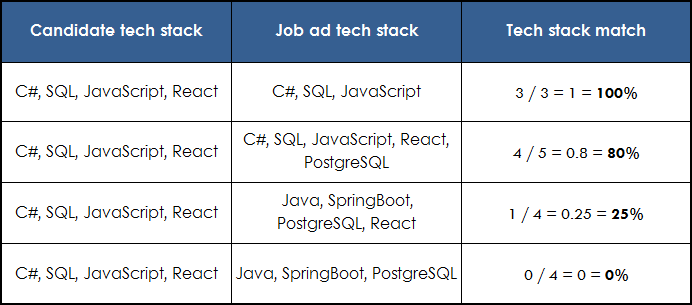 Candidate tech stack
Job ad tech stack
Tech stack match
C#, SQL, JavaScript, React
C#, SQL, JavaScript
3 / 3 = 1 = 100%
C#, SQL, JavaScript, React
C#, SQL, JavaScript, React,
PostgreSQL
4 / 5 = 0.8 = 80%
C#, SQL, JavaScript, React
Java, SpringBoot,
PostgreSQL, React
1 / 4 = 0.25 = 25%
C#, SQL, JavaScript, React
Java, SpringBoot, PostgreSQL
0 / 4 = 0 = 0%